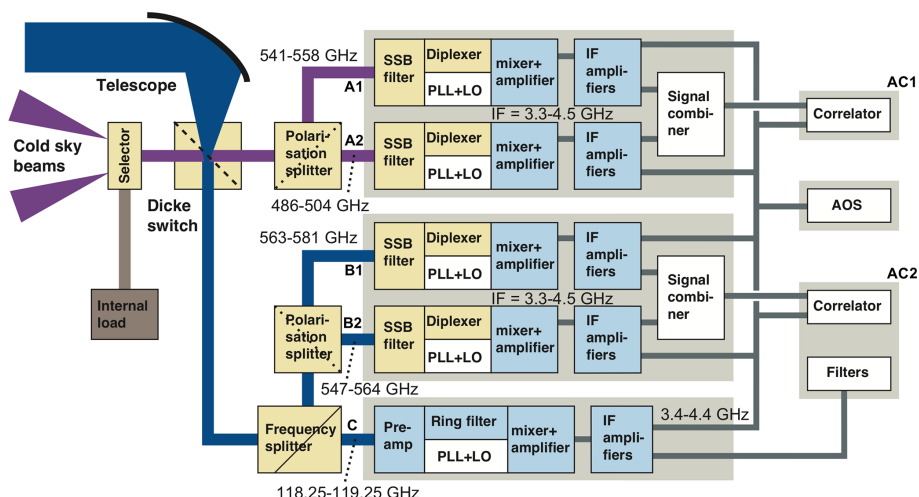 541-558 GHz
Telescope
A1
SSB
filter
Diplexer
PLL+LO
mixer+
amplifier
IF
ampli-
fiers
IF = 3.3-4.5 GHz
Signal
combi-
ner
AC1
Correlator
Cold sky
beams
Selector
Dicke
switch
Polari-
sation
splitter
A2
486-504 GHz
SSB
filter
Diplexer
PLL+LO
mixer+
amplifier
IF
ampli-
fiers
AOS
Internal
load
563-581 GHz
B1
SSB
filter
Diplexer
PLL+LO
mixer+
amplifier
IF
ampli-
fiers
IF = 3.3-4.5 GHz
Signal
combi-
ner
AC2
Correlator
Polari-
sation
splitter
B2
547-564 GHz
SSB
filter
Diplexer
PLL+LO
mixer+
amplifier
IF
ampli-
fiers
Filters
Frequency
splitter
C
118.25-119.25 GHz
Pre-
amp
Ring filter
PLL+LO
mixer+
amplifier
IF
ampli-
fiers
3.4-4.4 GHz